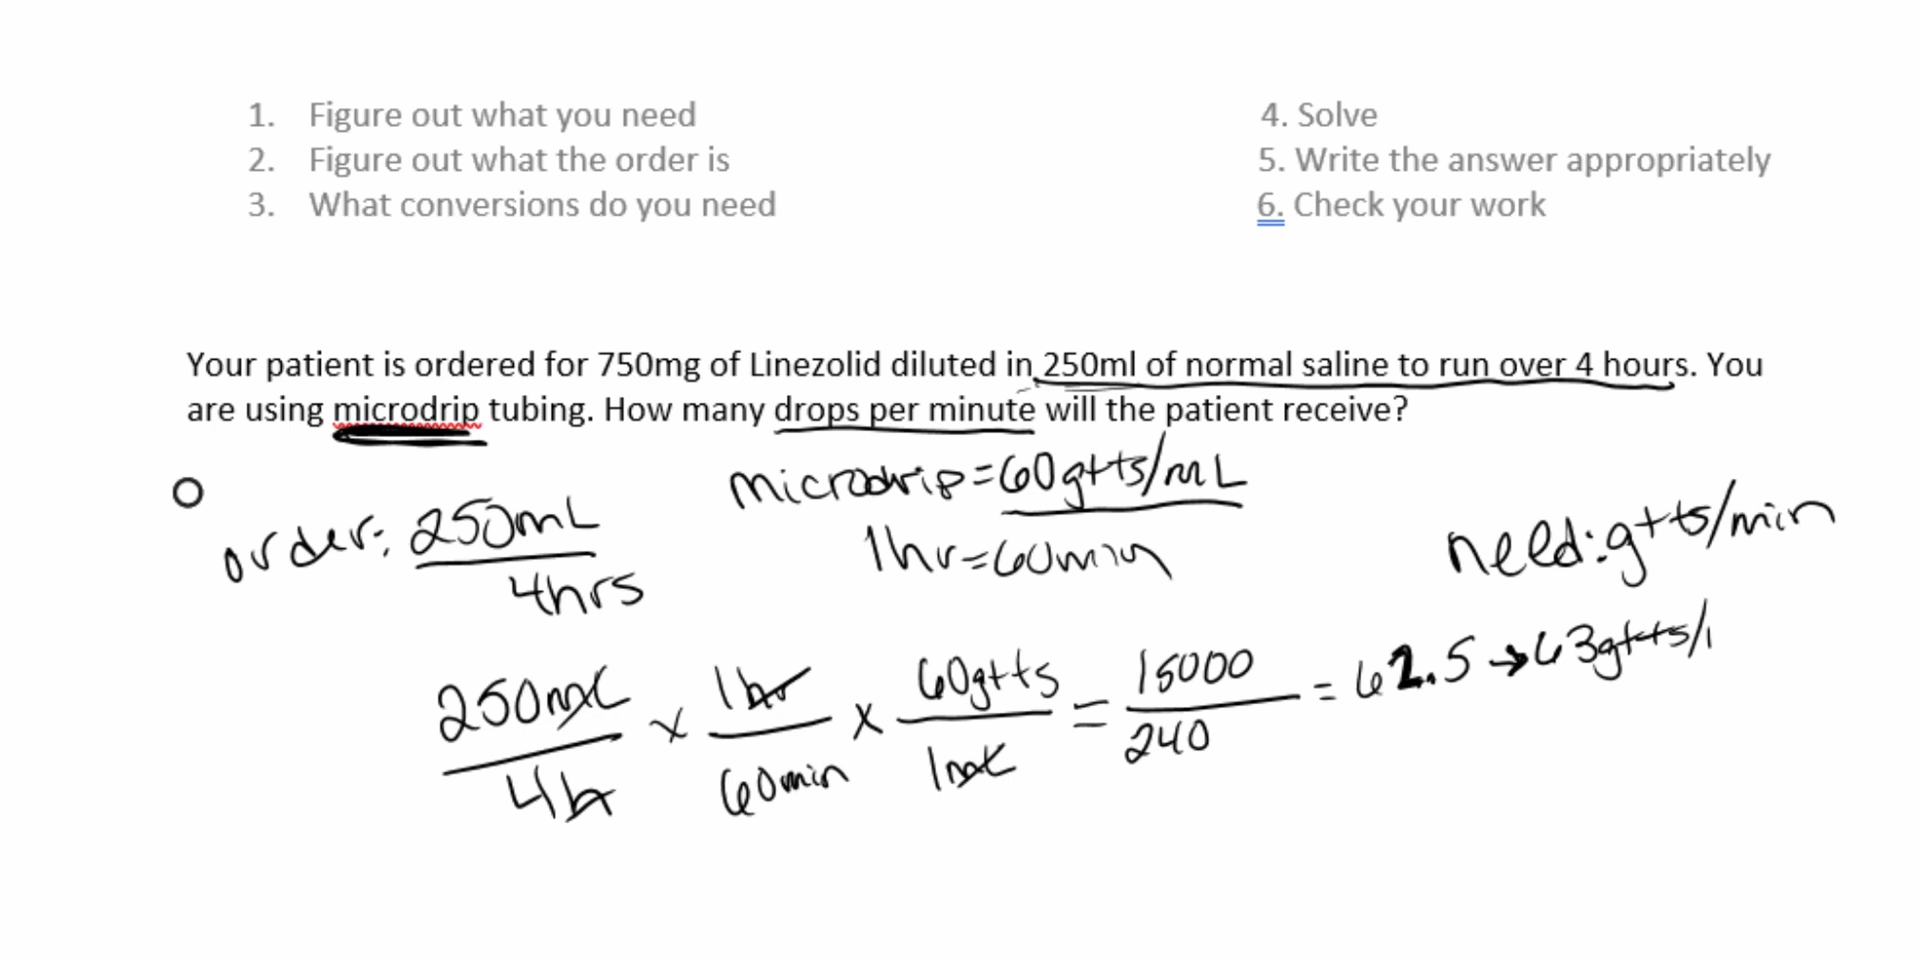 1. Figure out what you need
2. Figure out what the order is
3. What conversions do you need
4. Solve
5. Write the answer appropriately
6. Check your work
Your patient is ordered for 750mg of Linezolid diluted in 250ml of normal saline to run over 4 hours. You
are using microdrip tubing. How many drops per minute will the patient receive?
order: 250mL
4hrs
microdrip=60gtts/mL
1hr=60min
need:gtts/min
250mL/4h x 1hr/60min x 60gtts/1mL = 15000/240 = 62.5 → 63gtts/